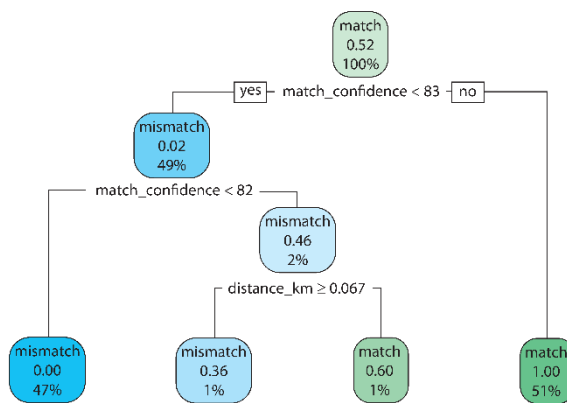 match
0.52
100%
yes
match_confidence < 83
no
mismatch
0.02
49%
match_confidence < 82
mismatch
0.46
2%
distance_km ≥ 0.067
mismatch
0.00
47%
mismatch
0.36
1%
match
0.60
1%
match
1.00
51%